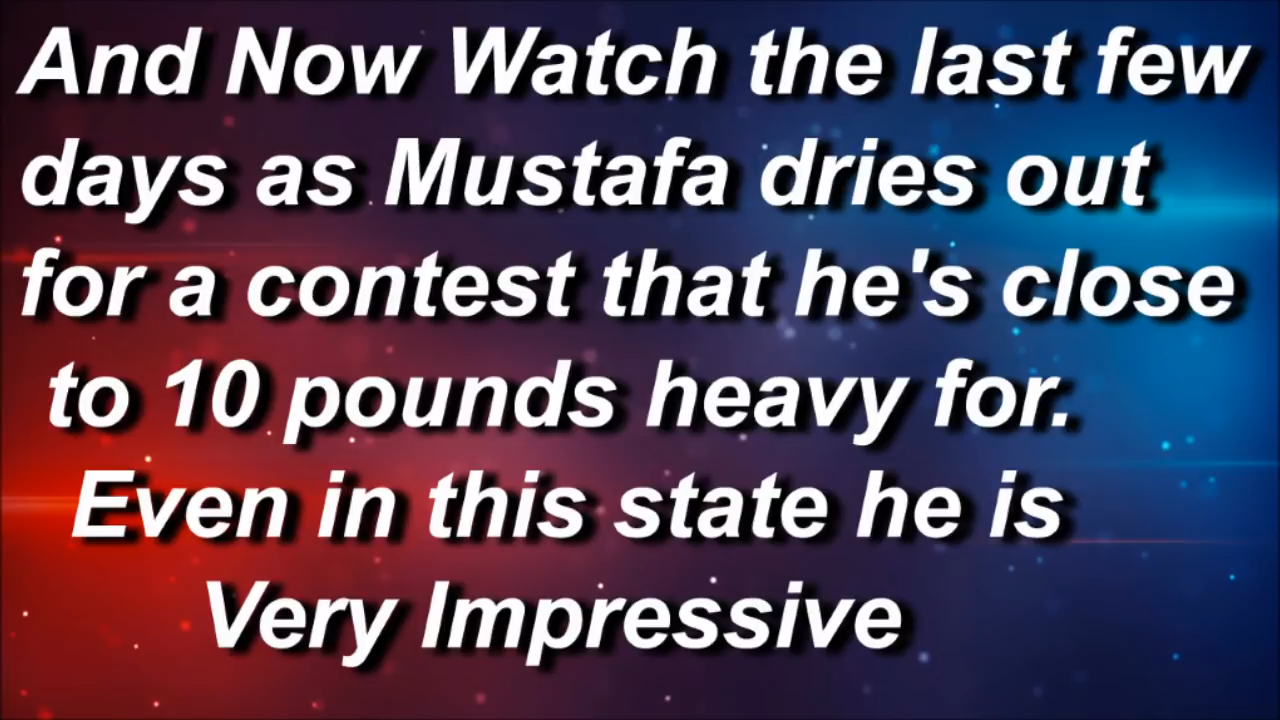 And Now Watch the last few
days as Mustafa dries out
for a contest that he's close
to 10 pounds heavy for.
Even in this state he is
Very Impressive